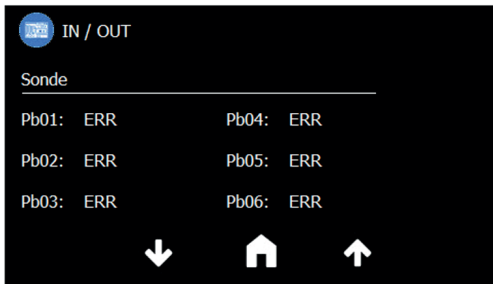 IN / OUT
Sonde
Pb01: ERR Pb04: ERR
Pb02: ERR Pb05: ERR
Pb03: ERR Pb06: ERR